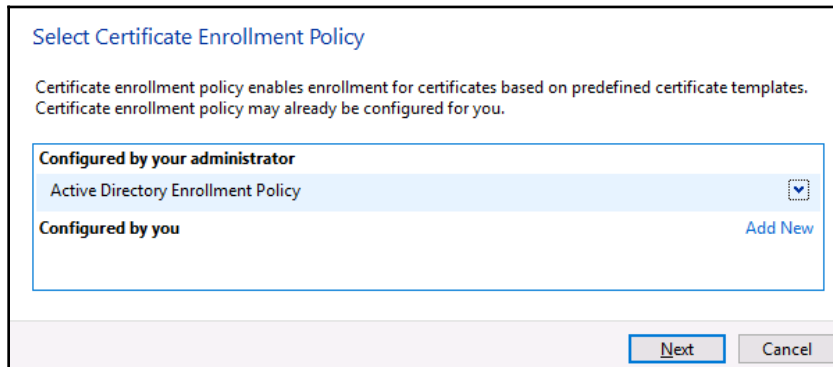 Select Certificate Enrollment Policy
Certificate enrollment policy enables enrollment for certificates based on predefined certificate templates.
Certificate enrollment policy may already be configured for you.
Configured by your administrator
Active Directory Enrollment Policy
Configured by you Add New
Next Cancel